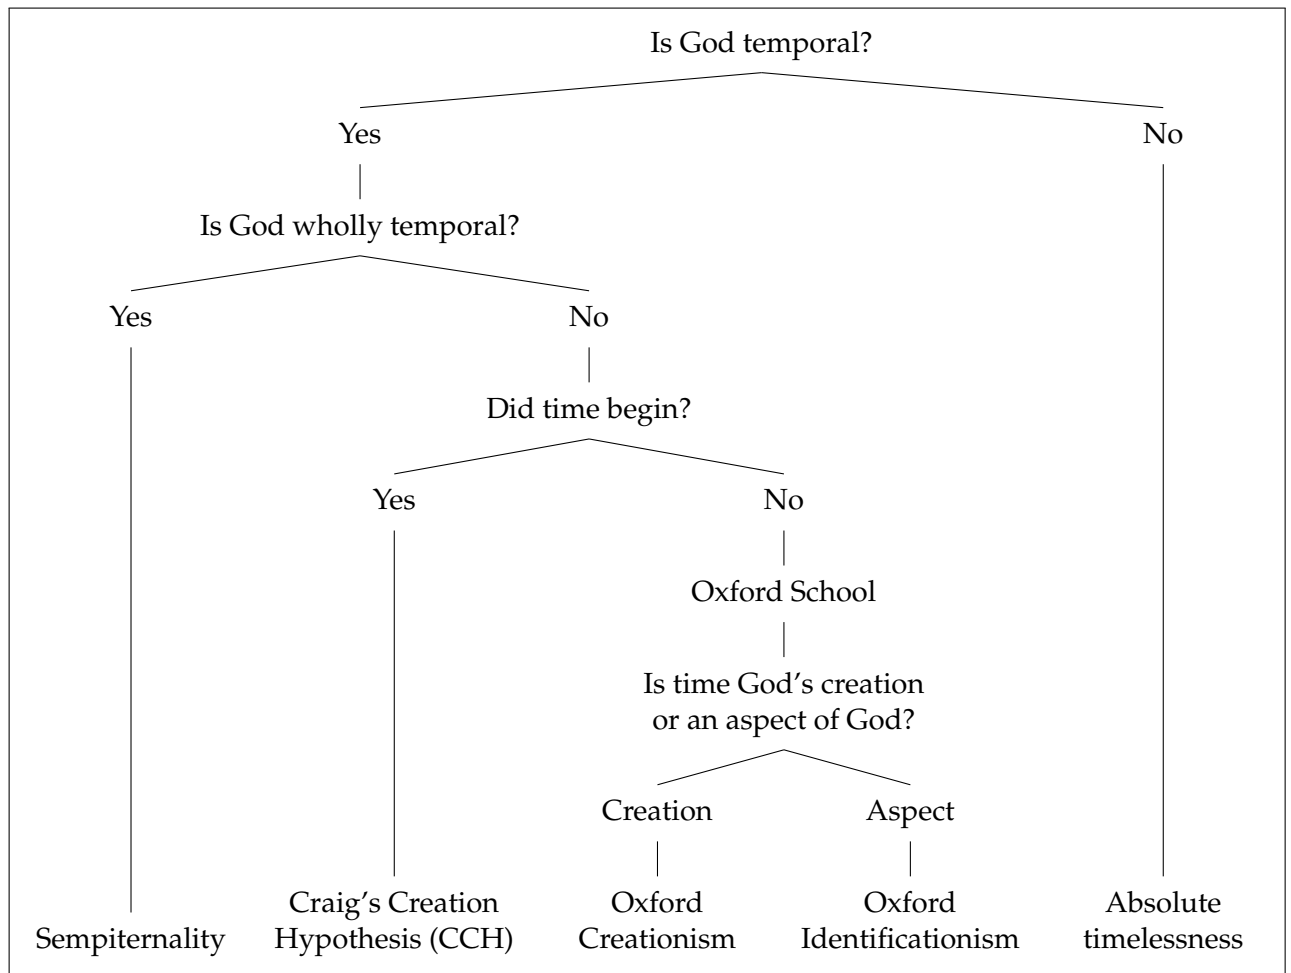 Is God temporal?
Yes
No
Is God wholly temporal?
Yes
No
Did time begin?
Yes
No
Oxford School
Is time God’s creation
or an aspect of God?
Creation
Aspect
Sempiternality
Craig’s Creation
Hypothesis (CCH)
Oxford
Creationism
Oxford
Identificationism
Absolute
timelessness